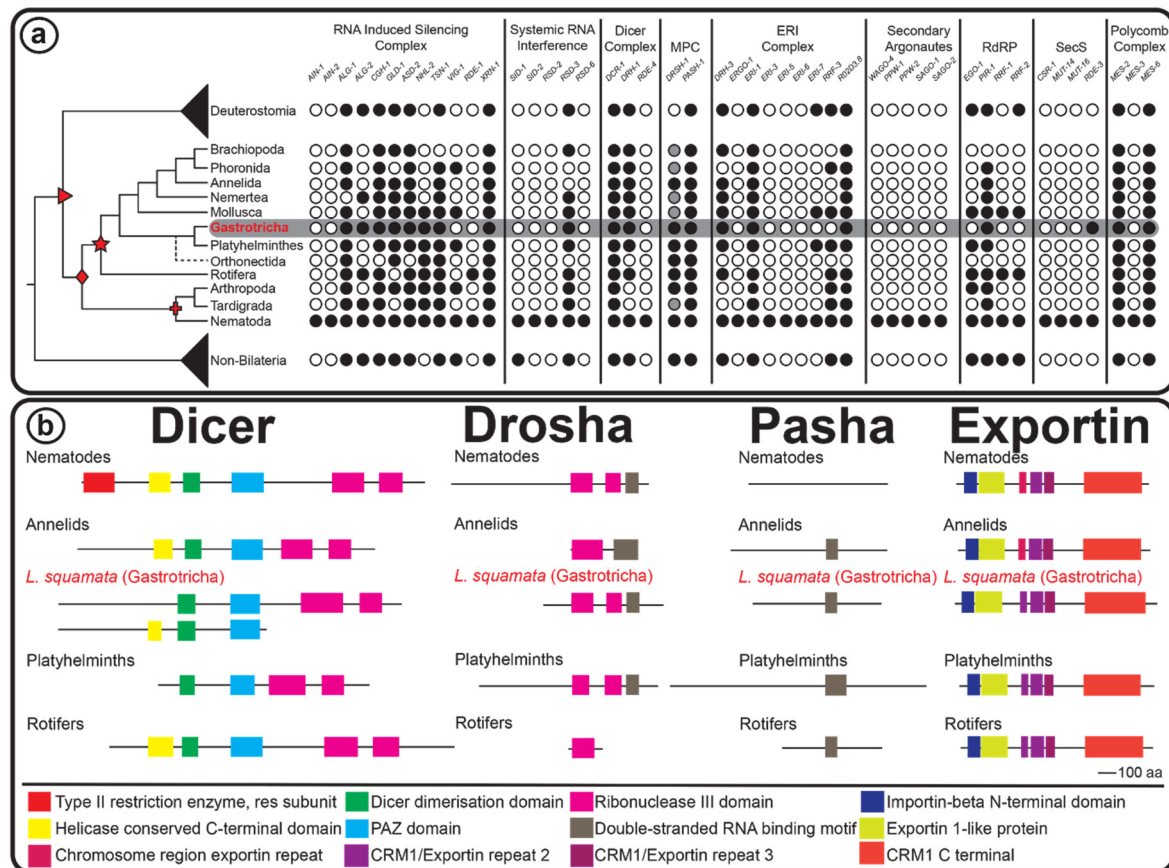 a
RNA Induced Silencing
Complex
Systemic RNA
Interference
Dicer
Complex
MPC
ERI
Complex
Secondary
Argonautes
RdRP
SecS
Polycomb
Complex
AIN-1 AIN-2 ALG-1 ALG-2 CGH-1 GLD-1 ASD-2 NHL-2 TSN-1 VIG-1 RDE-1 XRN-1
SID-1 SID-2 RSD-2 RSD-3 RSD-6
DCR-1 DRH-1 RDE-4
DRSH-1 PASH-1
DRH-3 ERGO-1 ERI-1 ERI-3 ERI-5 ERI-6 ERI-7 RRF-3 RD2D3.8
WAGO-4 PPW-1 PPW-2 SAGO-1 SAGO-2
EGO-1 PIR-1 RRF-1 RRF-2
CSR-1 MUT-14 MUT-16 RDE-3
MES-2 MES-3 MES-6
Deuterostomia
Brachiopoda
Phoronida
Annelida
Nemertea
Mollusca
Gastrotricha
Platyhelminthes
Orthonectida
Rotifera
Arthropoda
Tardigrada
Nematoda
Non-Bilateria
b
Dicer Drosha Pasha Exportin
Nematodes Nematodes Nematodes Nematodes
Annelids Annelids Annelids Annelids
L. squamata (Gastrotricha) L. squamata (Gastrotricha) L. squamata (Gastrotricha) L. squamata (Gastrotricha)
Platyhelminths Platyhelminths Platyhelminths Platyhelminths
Rotifers Rotifers Rotifers Rotifers
100 aa
Type II restriction enzyme, res subunit Dicer dimerisation domain Ribonuclease III domain Importin-beta N-terminal domain
Helicase conserved C-terminal domain PAZ domain Double-stranded RNA binding motif Exportin 1-like protein
Chromosome region exportin repeat CRM1/Exportin repeat 2 CRM1/Exportin repeat 3 CRM1 C terminal